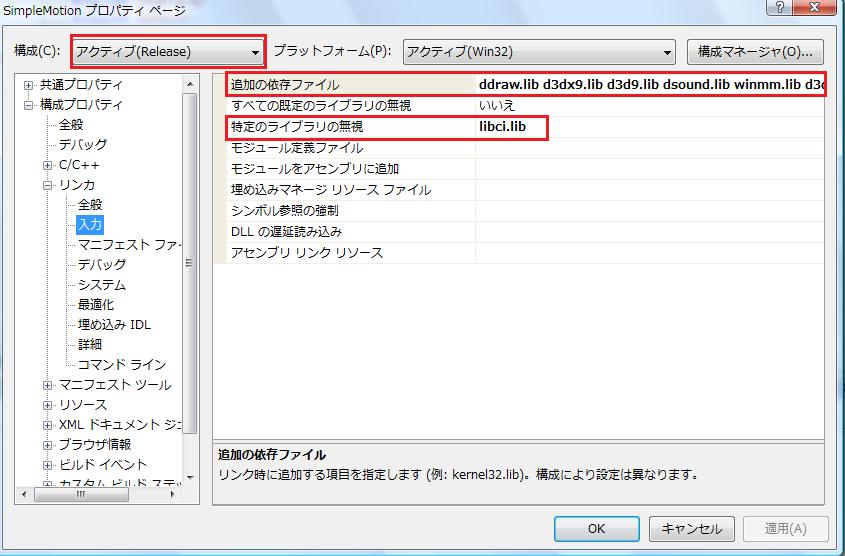 SimpleMotion プロパティ ページ
構成(C): アクティブ(Release) プラットフォーム(P): アクティブ(Win32) 構成マネージャ(O)...
共通プロパティ
構成プロパティ
全般
デバッグ
C/C++
リンカ
全般
入力
マニフェスト ファイ
デバッグ
システム
最適化
埋め込み IDL
詳細
コマンド ライン
マニフェスト ツール
リソース
XML ドキュメント ジェ
ブラウザ情報
ビルド イベント
カスタム ビルド ステッ
追加の依存ファイル ddraw.lib d3dx9.lib d3d9.lib dsound.lib winmm.lib
すべての既定のライブラリの無視 いいえ
特定のライブラリの無視 libci.lib
モジュール定義ファイル
モジュールをアセンブリに追加
埋め込みマネージ リソース ファイル
シンボル参照の強制
DLL の遅延読み込み
アセンブリ リンク リソース
追加の依存ファイル
リンク時に追加する項目を指定します (例: kernel32.lib)。構成により設定は異なります。
OK キャンセル 適用(A)